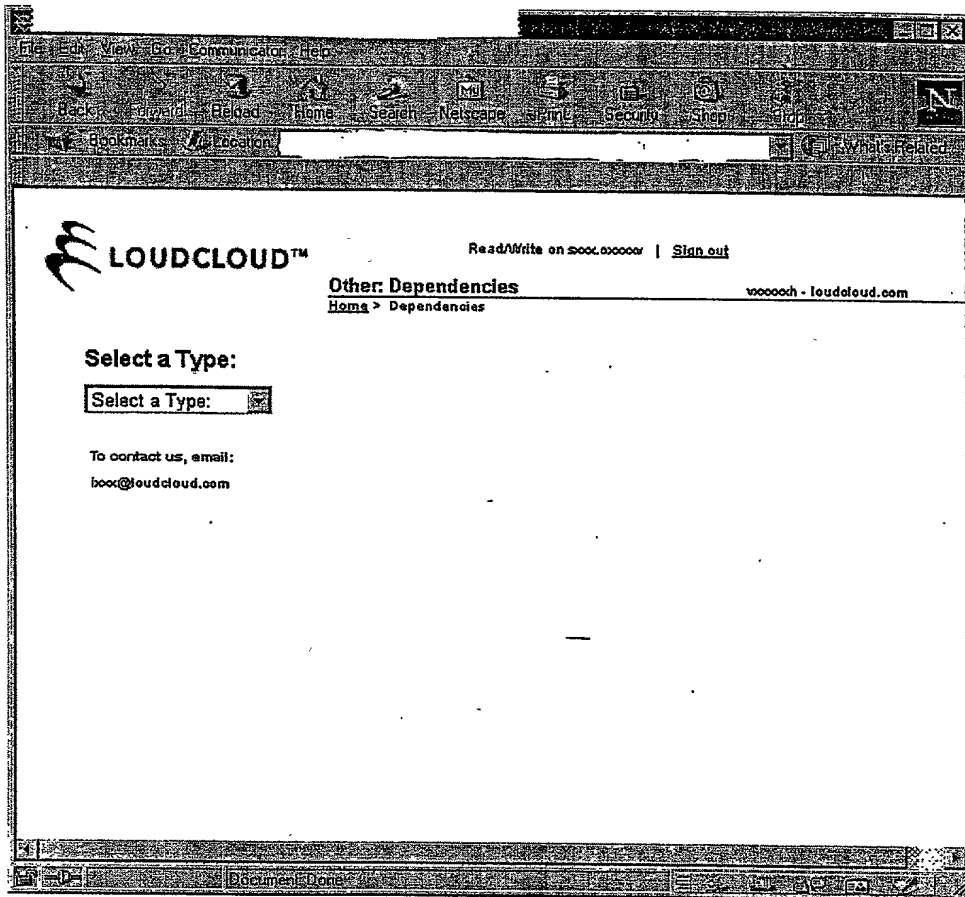 File Edit View Go Communicator Help
Back Forward Reload Home Search Netscape Print Security Shop Stop
Bookmarks Location What's Related
LOUDCLOUD™
Read/Write on sxxx.oxxxxxr | Sign out
Other: Dependencies
loudcloud.com
Home > Dependencies
Select a Type:
Select a Type:
To contact us, email:
@loudcloud.com
Document: Done